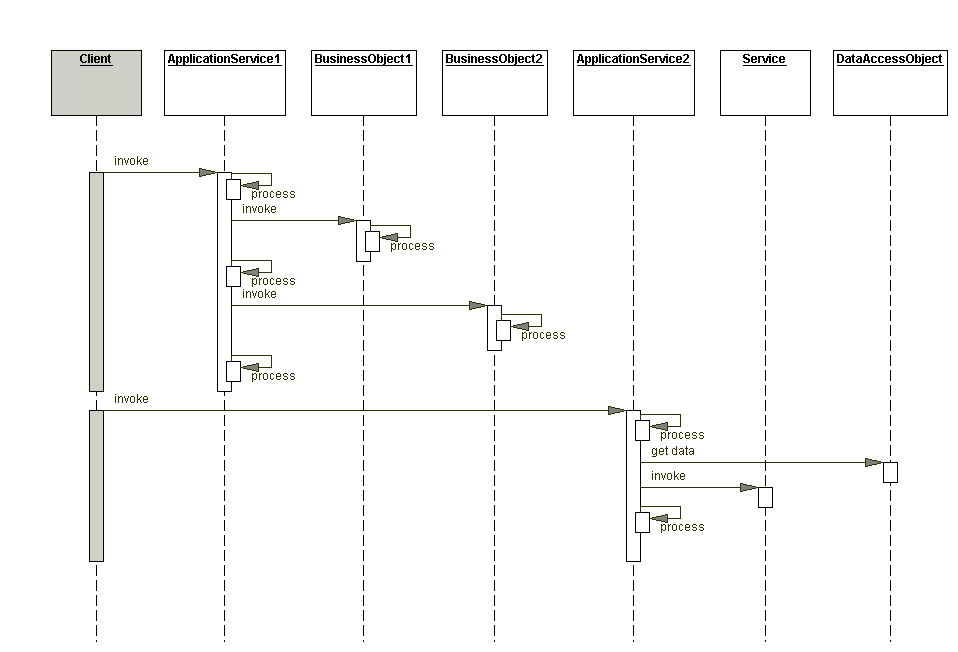 Client
ApplicationService1
BusinessObject1
BusinessObject2
ApplicationService2
Service
DataAccessObject
invoke
process
invoke
process
process
invoke
process
process
invoke
process
get data
invoke
process